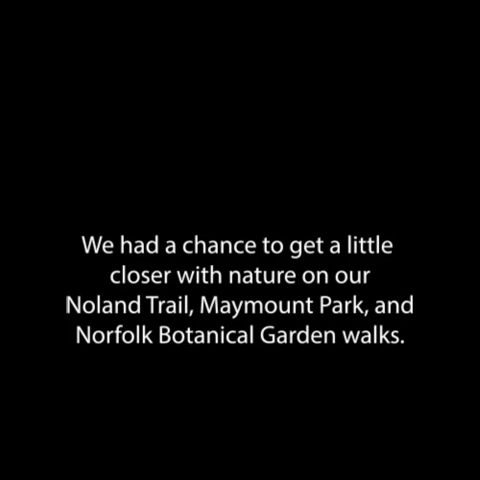 We had a chance to get a little
closer with nature on our
Noland Trail, Maymount Park, and
Norfolk Botanical Garden walks.